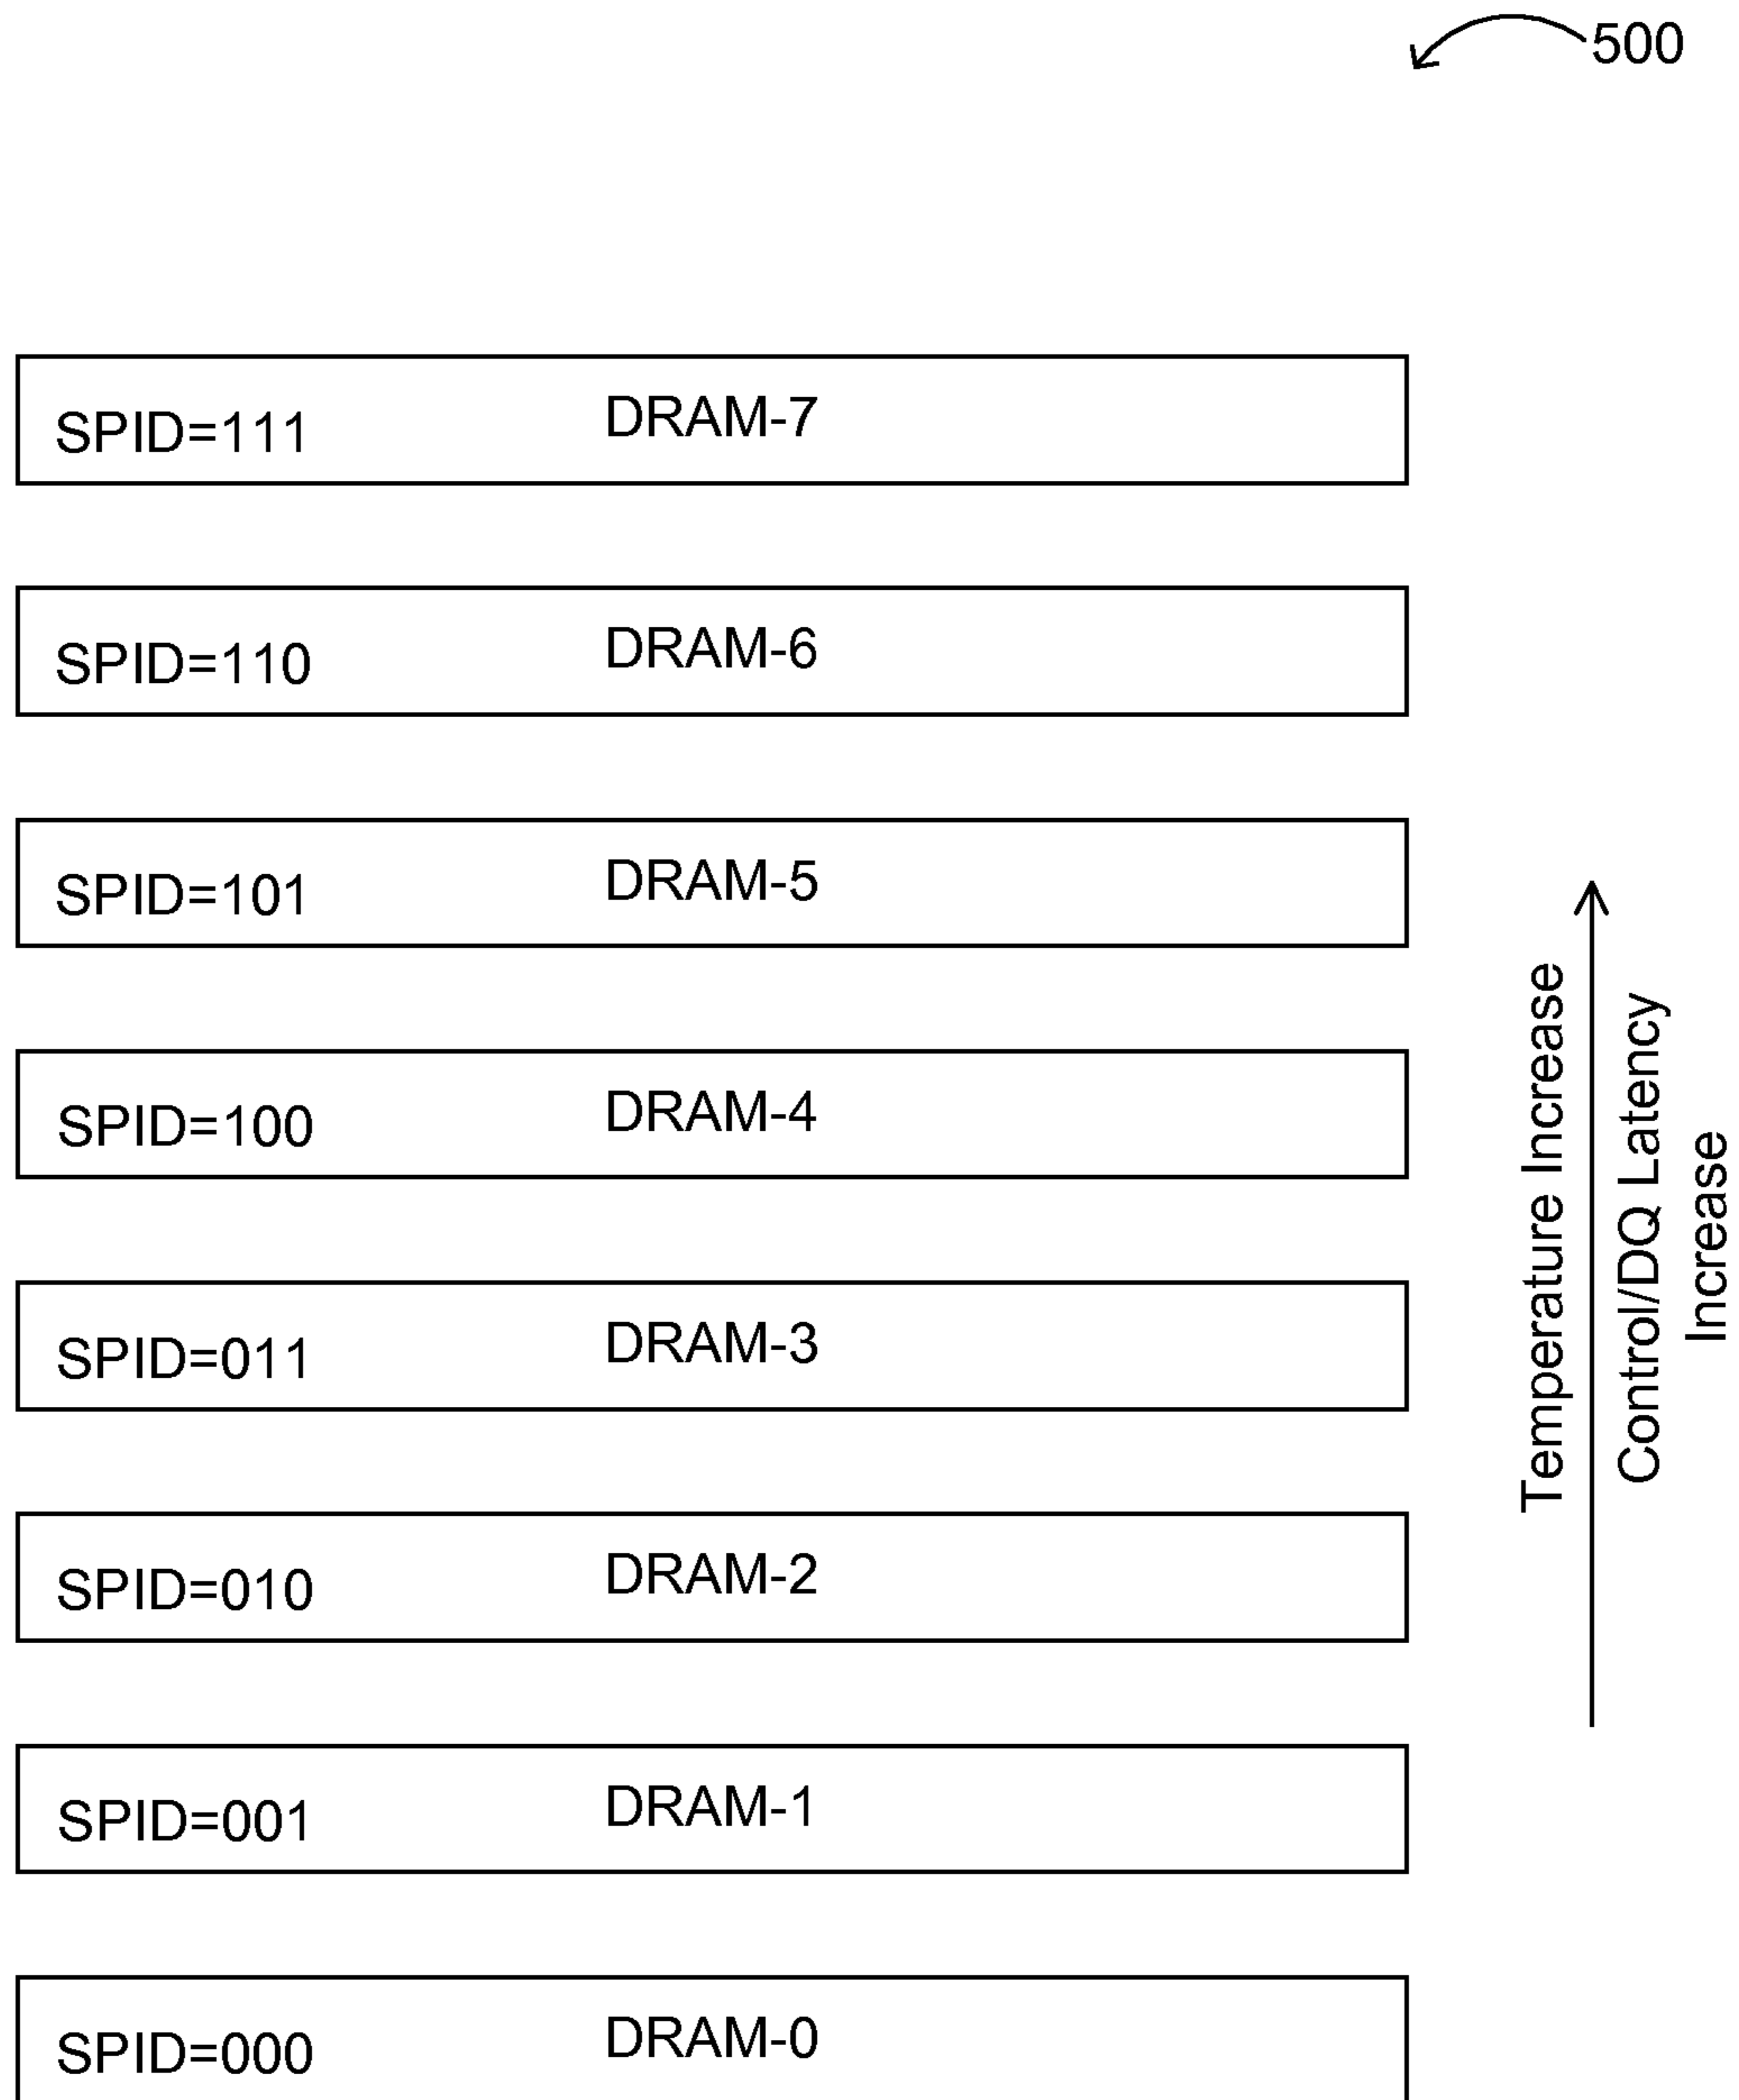 500
SPID=111 DRAM-7
SPID=110 DRAM-6
SPID=101 DRAM-5
SPID=100 DRAM-4
SPID=011 DRAM-3
SPID=010 DRAM-2
SPID=001 DRAM-1
SPID=000 DRAM-0
Temperature Increase
Control/DQ Latency
Increase